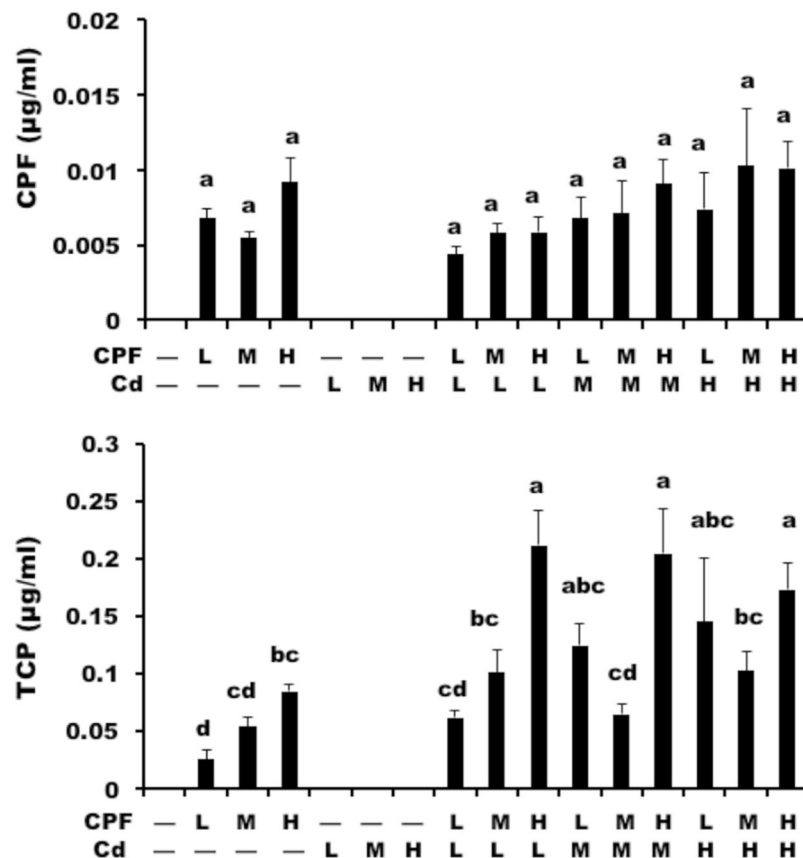 0.02
CPF (µg/ml)
0.015
a
a
a
a
a
a
0.01
a
a
a
a
a
a
0.005
0
CPF — L M H — — — L M H L M H L M H
Cd — — — — L M H L L L M M M H H H
0.3
TCP (µg/ml)
0.25
a
a
abc
a
0.2
abc
0.15
bc
bc
bc
0.1
cd
cd
cd
0.05
d
0
CPF — L M H — — — L M H L M H L M H
Cd — — — — L M H L L L M M M H H H